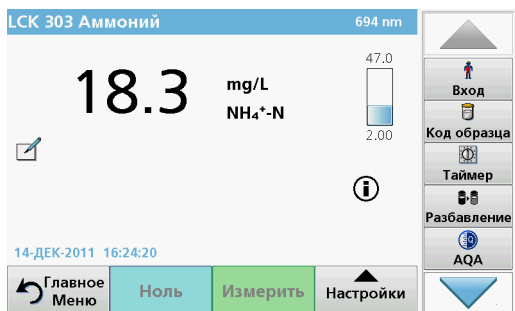 LCK 303 Аммоний 694 nm
47.0
18.3 mg/L
NH₄⁺-N
2.00
14-ДЕК-2011 16:24:20
Главное
Меню
Ноль
Измерить
Настройки
Вход
Код образца
Таймер
Разбавление
AQA